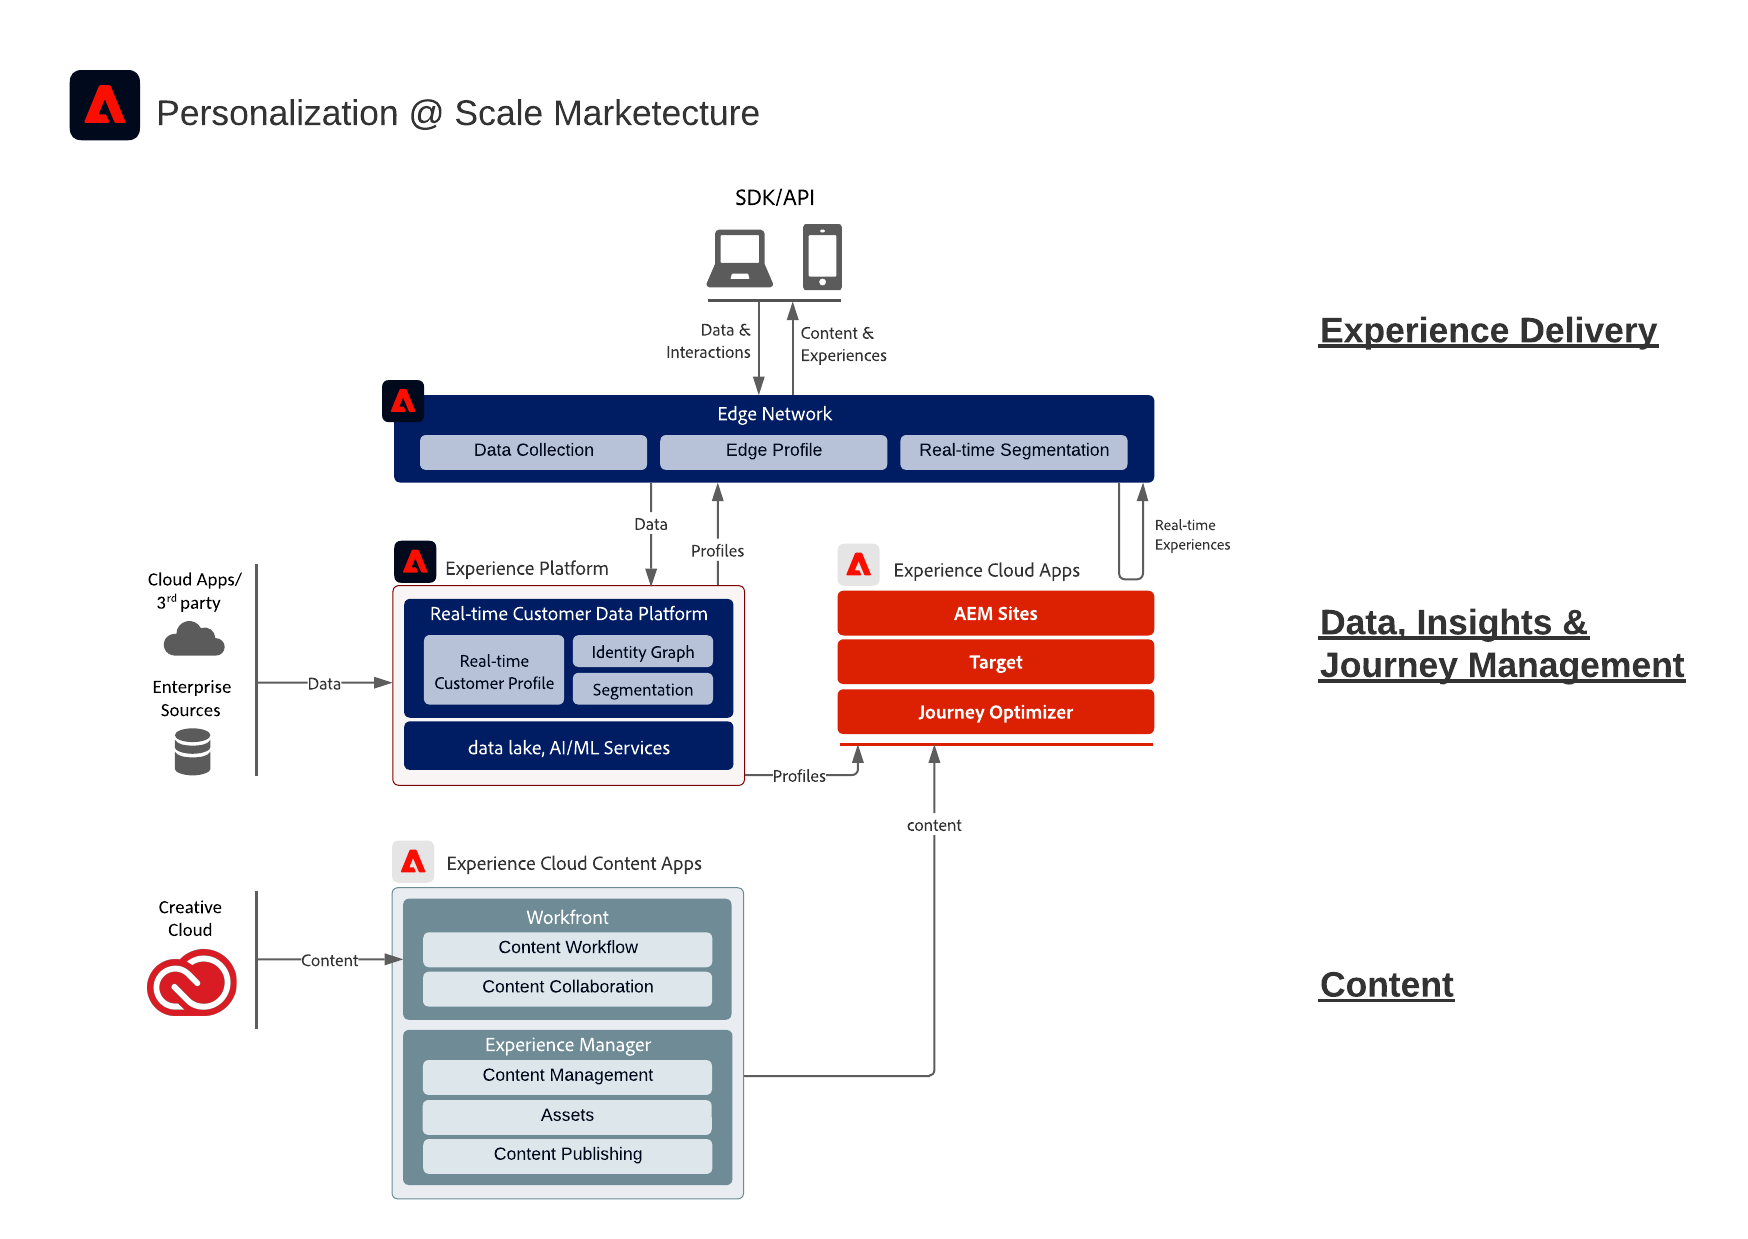 Personalization @ Scale Marketecture
SDK/API
Data &
Interactions
Content &
Experiences
Experience Delivery
Edge Network
Data Collection
Edge Profile
Real-time Segmentation
Data
Profiles
Real-time
Experiences
Cloud Apps/
3rd party
Enterprise
Sources
Data
Experience Platform
Real-time Customer Data Platform
Real-time
Customer Profile
Identity Graph
Segmentation
data lake, AI/ML Services
Experience Cloud Apps
AEM Sites
Target
Journey Optimizer
Data, Insights &
Journey Management
Profiles
content
Experience Cloud Content Apps
Creative
Cloud
Content
Workfront
Content Workflow
Content Collaboration
Experience Manager
Content Management
Assets
Content Publishing
Content